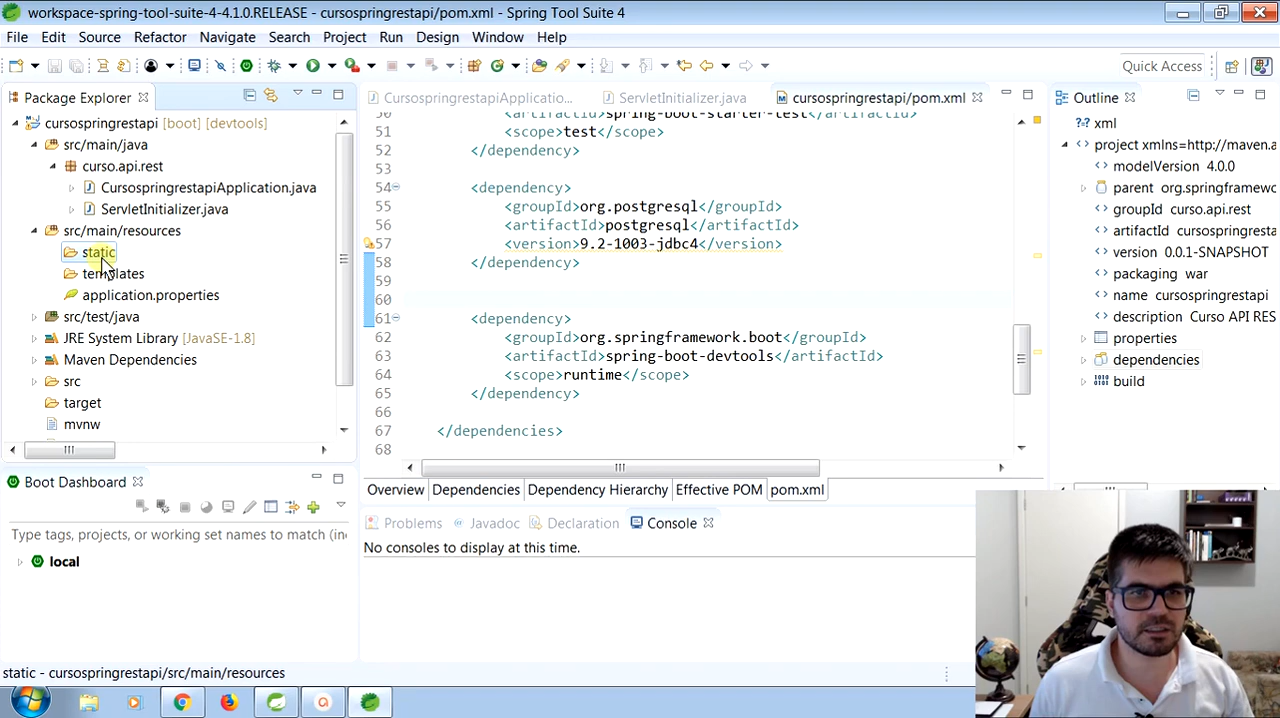 workspace-spring-tool-suite-4-4.1.0.RELEASE - cursospringrestapi/pom.xml - Spring Tool Suite 4
File Edit Source Refactor Navigate Search Project Run Design Window Help
Quick Access
Package Explorer
cursospringrestapi [boot] [devtools]
src/main/java
curso.api.rest
CursospringrestapiApplication.java
ServletInitializer.java
src/main/resources
static
templates
application.properties
src/test/java
JRE System Library [JavaSE-1.8]
Maven Dependencies
src
target
mvnw
CursospringrestapiApplicatio... ServletInitializer.java cursospringrestapi/pom.xml
50 <artifactId>spring-boot-starter-test</artifactId>
51 <scope>test</scope>
52 </dependency>
53
54 <dependency>
55 <groupId>org.postgresql</groupId>
56 <artifactId>postgresql</artifactId>
57 <version>9.2-1003-jdbc4</version>
58 </dependency>
59
60
61 <dependency>
62 <groupId>org.springframework.boot</groupId>
63 <artifactId>spring-boot-devtools</artifactId>
64 <scope>runtime</scope>
65 </dependency>
66
67 </dependencies>
68
Overview Dependencies Dependency Hierarchy Effective POM pom.xml
Outline
?=? xml
project xmlns=http://maven.a
modelVersion 4.0.0
parent org.springframewo
groupId curso.api.rest
artifactId cursospringresta
version 0.0.1-SNAPSHOT
packaging war
name cursospringrestapi
description Curso API RES
properties
dependencies
build
Boot Dashboard
Type tags, projects, or working set names to match (in
local
Problems Javadoc Declaration Console
No consoles to display at this time.
static - cursospringrestapi/src/main/resources